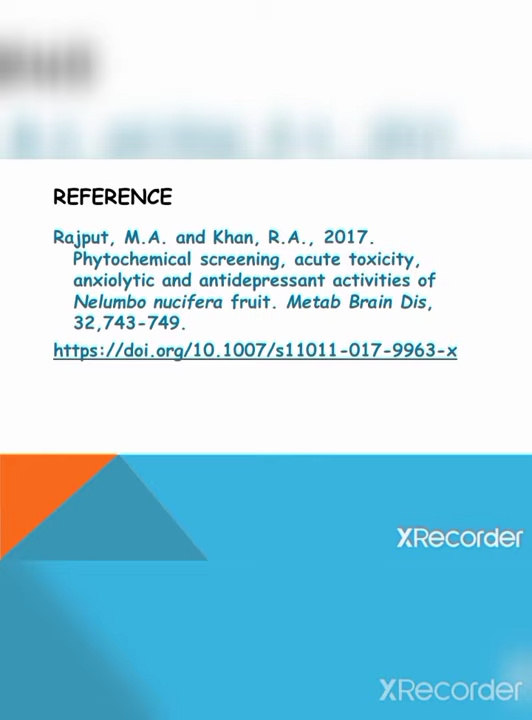 REFERENCE
Rajput, M.A. and Khan, R.A., 2017.
Phytochemical screening, acute toxicity,
anxiolytic and antidepressant activities of
Nelumbo nucifera fruit. Metab Brain Dis,
32,743-749.
https://doi.org/10.1007/s11011-017-9963-x
XRecorder
XRecorder